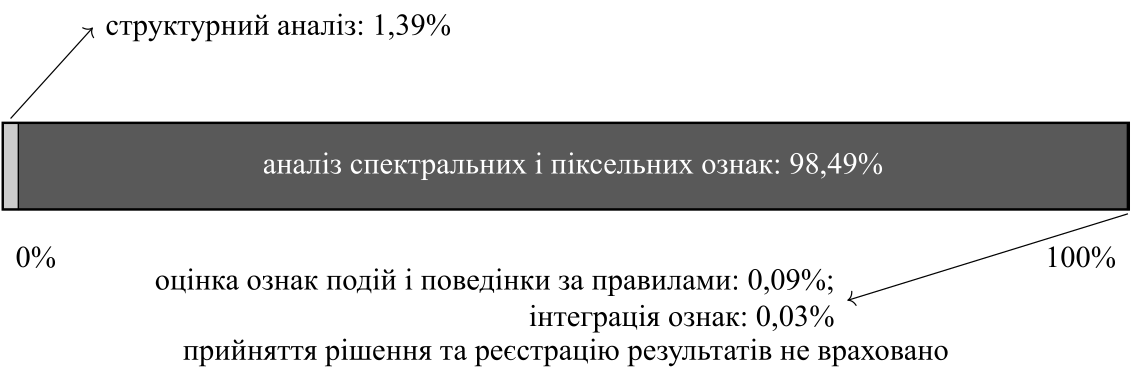 структурний аналіз: 1,39%
аналіз спектральних і піксельних ознак: 98,49%
0%
100%
оцінка ознак подій і поведінки за правилами: 0,09%;
інтеграція ознак: 0,03%
прийняття рішення та реєстрацію результатів не враховано